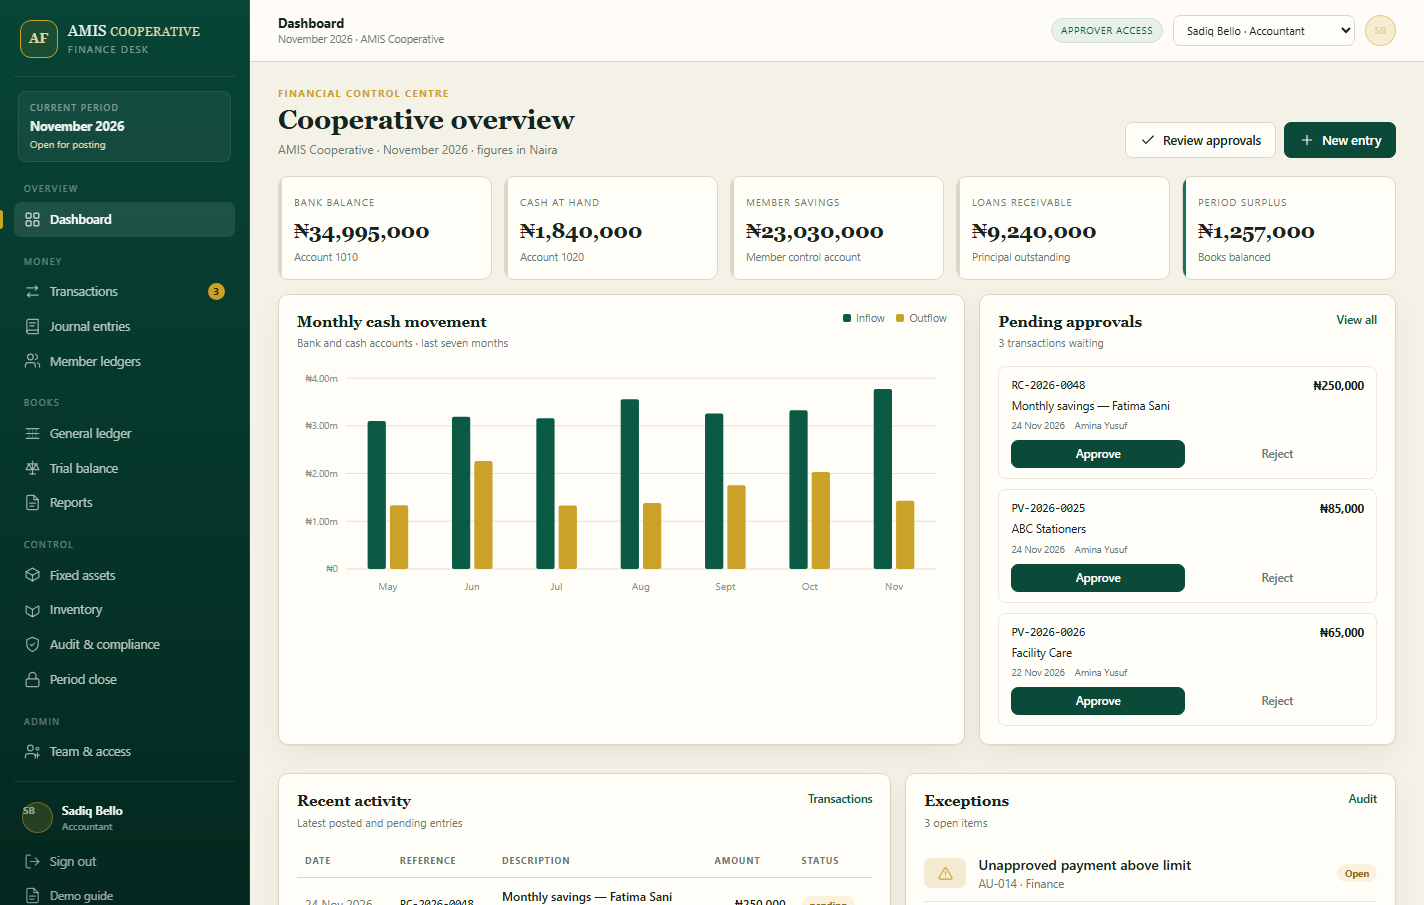 AF
AMIS COOPERATIVE
FINANCE DESK
CURRENT PERIOD
November 2026
Open for posting
OVERVIEW
Dashboard
MONEY
Transactions
3
Journal entries
Member ledgers
BOOKS
General ledger
Trial balance
Reports
CONTROL
Fixed assets
Inventory
Audit & compliance
Period close
ADMIN
Team & access
SB
Sadiq Bello
Accountant
Sign out
Demo guide
Dashboard
November 2026 · AMIS Cooperative
APPROVER ACCESS
Sadiq Bello · Accountant
SB
FINANCIAL CONTROL CENTRE
Cooperative overview
AMIS Cooperative · November 2026 · figures in Naira
Review approvals
New entry
BANK BALANCE
₦34,995,000
Account 1010
CASH AT HAND
₦1,840,000
Account 1020
MEMBER SAVINGS
₦23,030,000
Member control account
LOANS RECEIVABLE
₦9,240,000
Principal outstanding
PERIOD SURPLUS
₦1,257,000
Books balanced
Monthly cash movement
Bank and cash accounts · last seven months
Inflow
Outflow
₦4.00m
₦3.00m
₦2.00m
₦1.00m
₦0
May
Jun
Jul
Aug
Sept
Oct
Nov
Pending approvals
View all
3 transactions waiting
RC-2026-0048
₦250,000
Monthly savings — Fatima Sani
24 Nov 2026 Amina Yusuf
Approve
Reject
PV-2026-0025
₦85,000
ABC Stationers
24 Nov 2026 Amina Yusuf
Approve
Reject
PV-2026-0026
₦65,000
Facility Care
22 Nov 2026 Amina Yusuf
Approve
Reject
Recent activity
Transactions
Latest posted and pending entries
DATE
REFERENCE
DESCRIPTION
AMOUNT
STATUS
24 Nov 2026
RC-2026-0048
Monthly savings — Fatima Sani
₦250,000
pending
Exceptions
Audit
3 open items
Unapproved payment above limit
AU-014 · Finance
Open